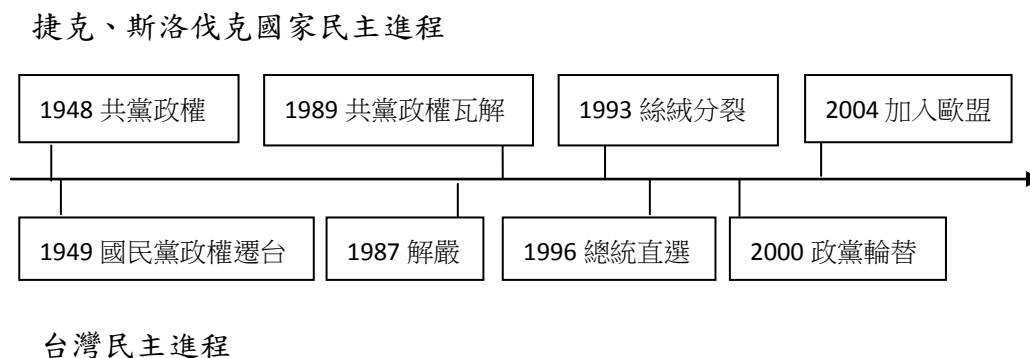 捷克、斯洛伐克國家民主進程
1948 共黨政權
1989 共黨政權瓦解
1993 絲絨分裂
2004 加入歐盟
1949 國民黨政權遷台
1987 解嚴
1996 總統直選
2000 政黨輪替
台灣民主進程